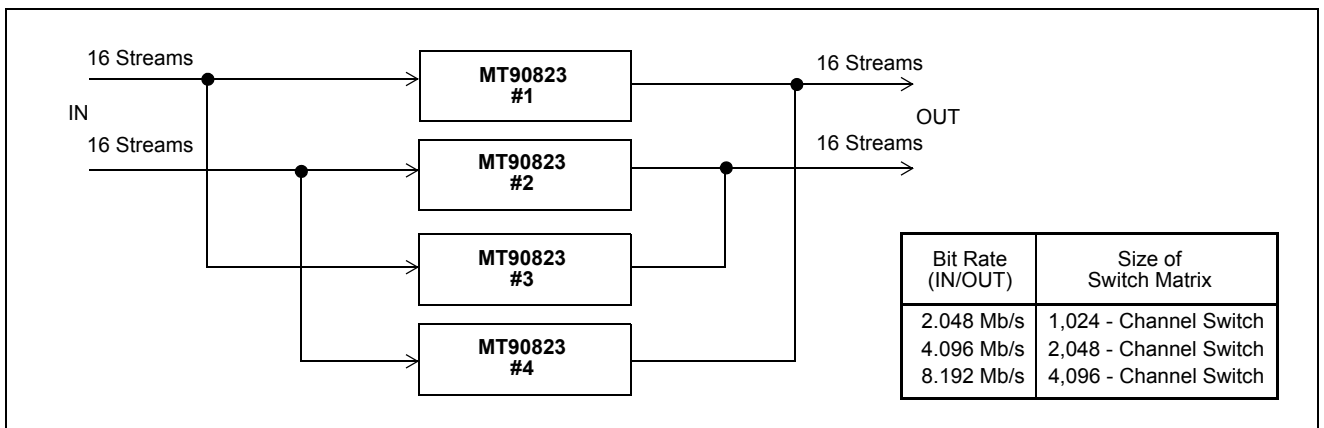 16 Streams
IN
16 Streams
MT90823
#1
MT90823
#2
MT90823
#3
MT90823
#4
16 Streams
OUT
16 Streams
Bit Rate
(IN/OUT)
Size of
Switch Matrix
2.048 Mb/s 1,024 - Channel Switch
4.096 Mb/s 2,048 - Channel Switch
8.192 Mb/s 4,096 - Channel Switch